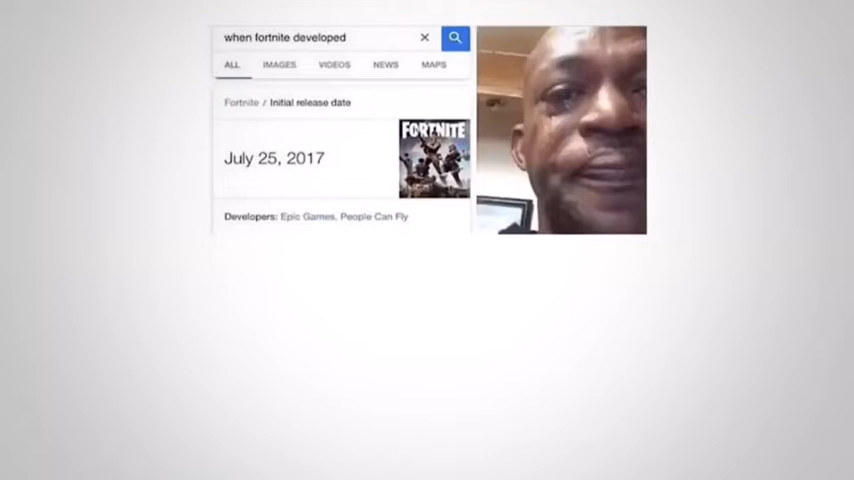 when fortnite developed
ALL IMAGES VIDEOS NEWS MAPS
Fortnite / Initial release date
July 25, 2017
FORTNITE
Developers: Epic Games, People Can Fly